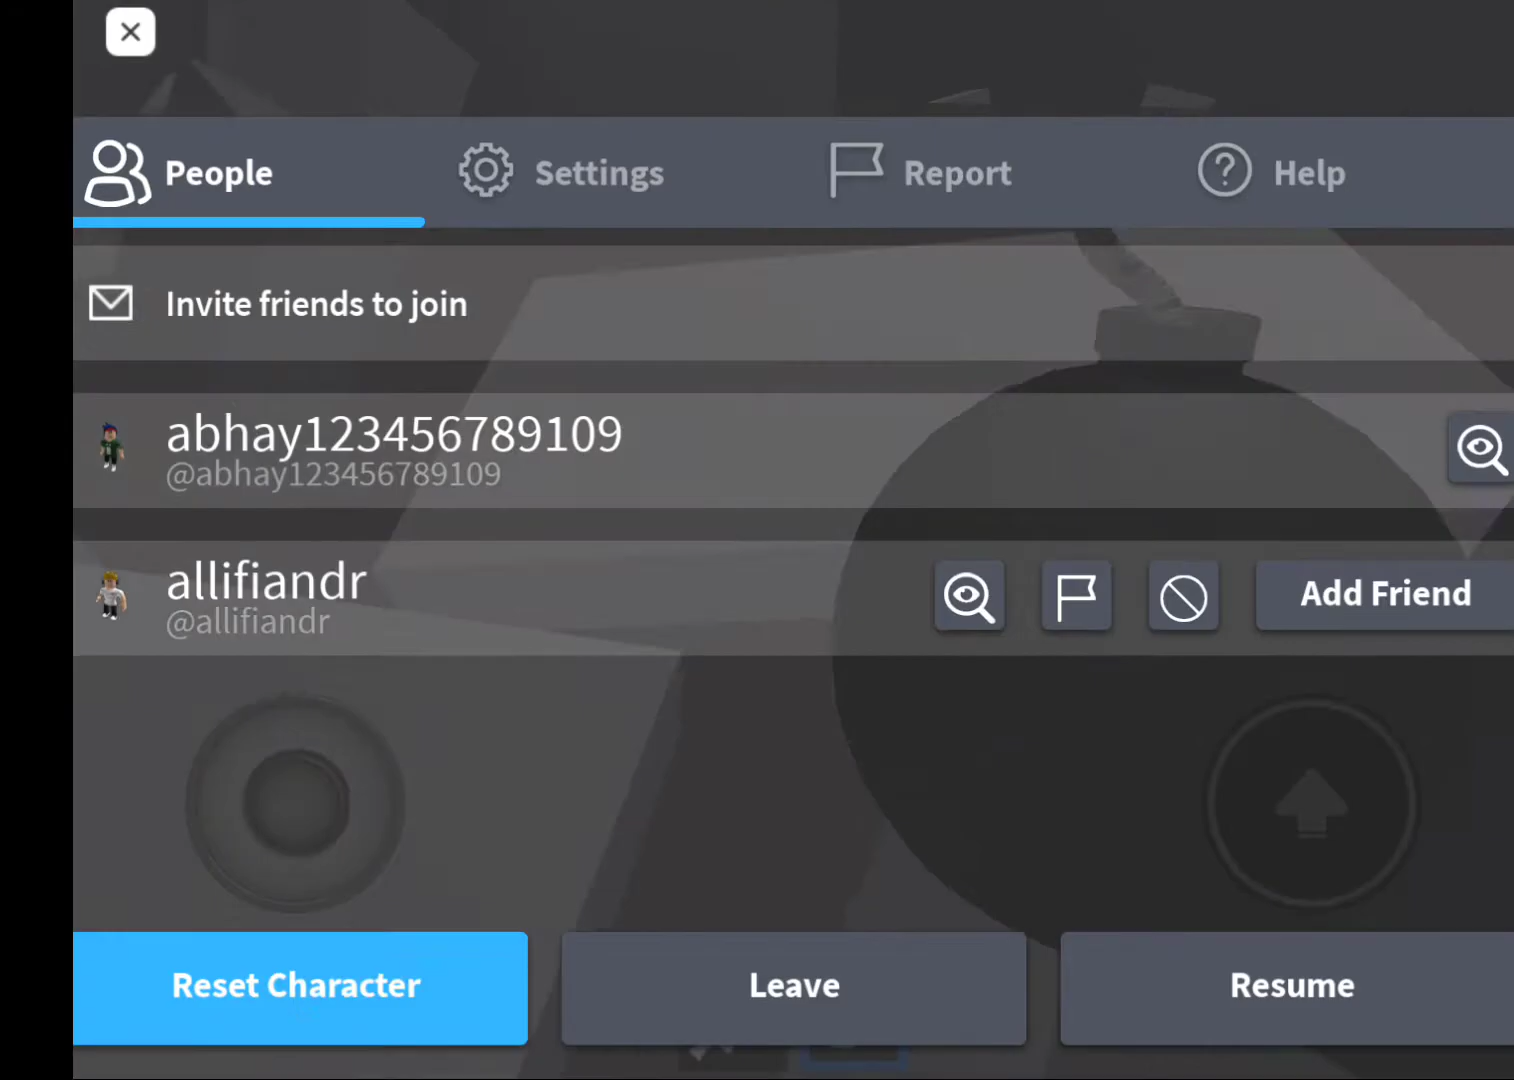 People
Settings
Report
Help
Invite friends to join
abhay123456789109
@abhay123456789109
allifiandr
@allifiandr
Add Friend
Reset Character
Leave
Resume